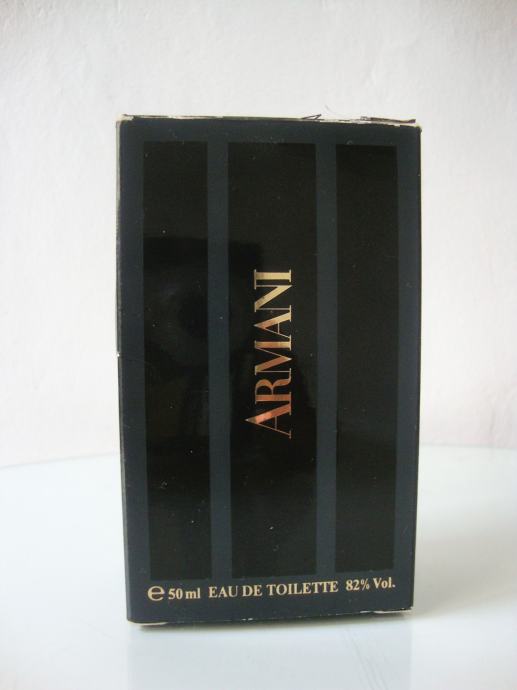 ARMANI
℮ 50 ml EAU DE TOILETTE 82% Vol.